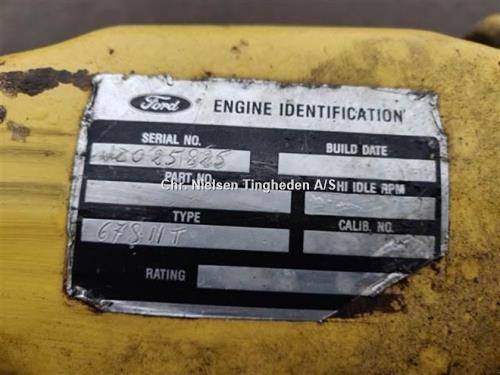 Ford
ENGINE IDENTIFICATION
SERIAL NO.
BUILD DATE
Chr. Nielsen Tingheden A/S
PART NO.
HI IDLE RPM
TYPE
CALIB. NO.
RATING